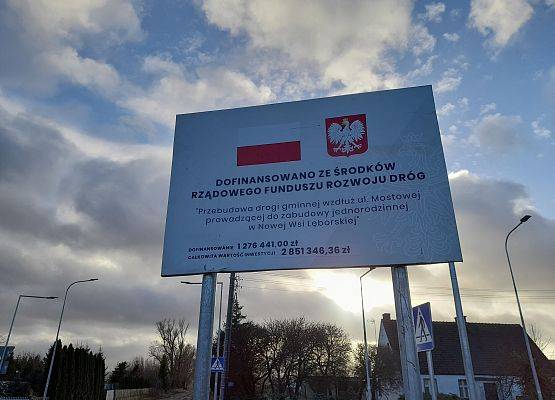 DOFINANSOWANO ZE ŚRODKÓW
RZĄDOWEGO FUNDUSZU ROZWOJU DRÓG
"Przebudowa drogi gminnej wzdłuż ul. Mostowej
prowadzącej do zabudowy jednorodzinnej
w Nowej Wsi Lęborskiej"
DOFINANSOWANIE 1 276 441,00 zł
CAŁKOWITA WARTOŚĆ INWESTYCJI 2 851 346,36 zł